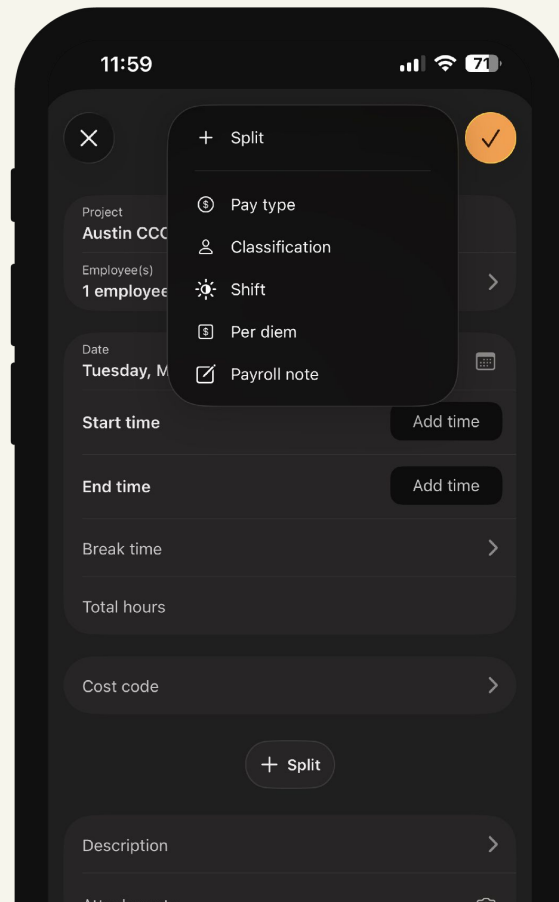 11:59
71
Split
Pay type
Classification
Shift
Per diem
Payroll note
Project
Austin CCC
Employee(s)
1 employee
Date
Tuesday, M
Start time
Add time
End time
Add time
Break time
Total hours
Cost code
+ Split
Description